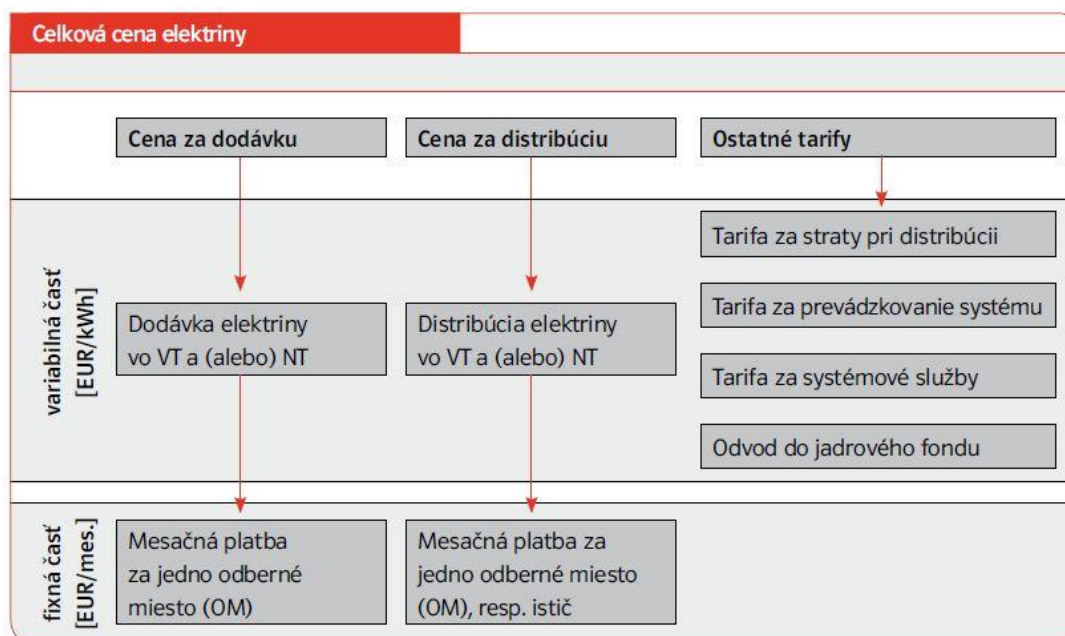 Celková cena elektriny
Cena za dodávku
Cena za distribúciu
Ostatné tarify
variabilná časť
[EUR/kWh]
Dodávka elektriny
vo VT a (alebo) NT
Distribúcia elektriny
vo VT a (alebo) NT
Tarifa za straty pri distribúcii
Tarifa za prevádzkovanie systému
Tarifa za systémové služby
Odvod do jadrového fondu
fixná časť
[EUR/mes.]
Mesačná platba
za jedno odberné
miesto (OM)
Mesačná platba za
jedno odberné miesto
(OM), resp. istič